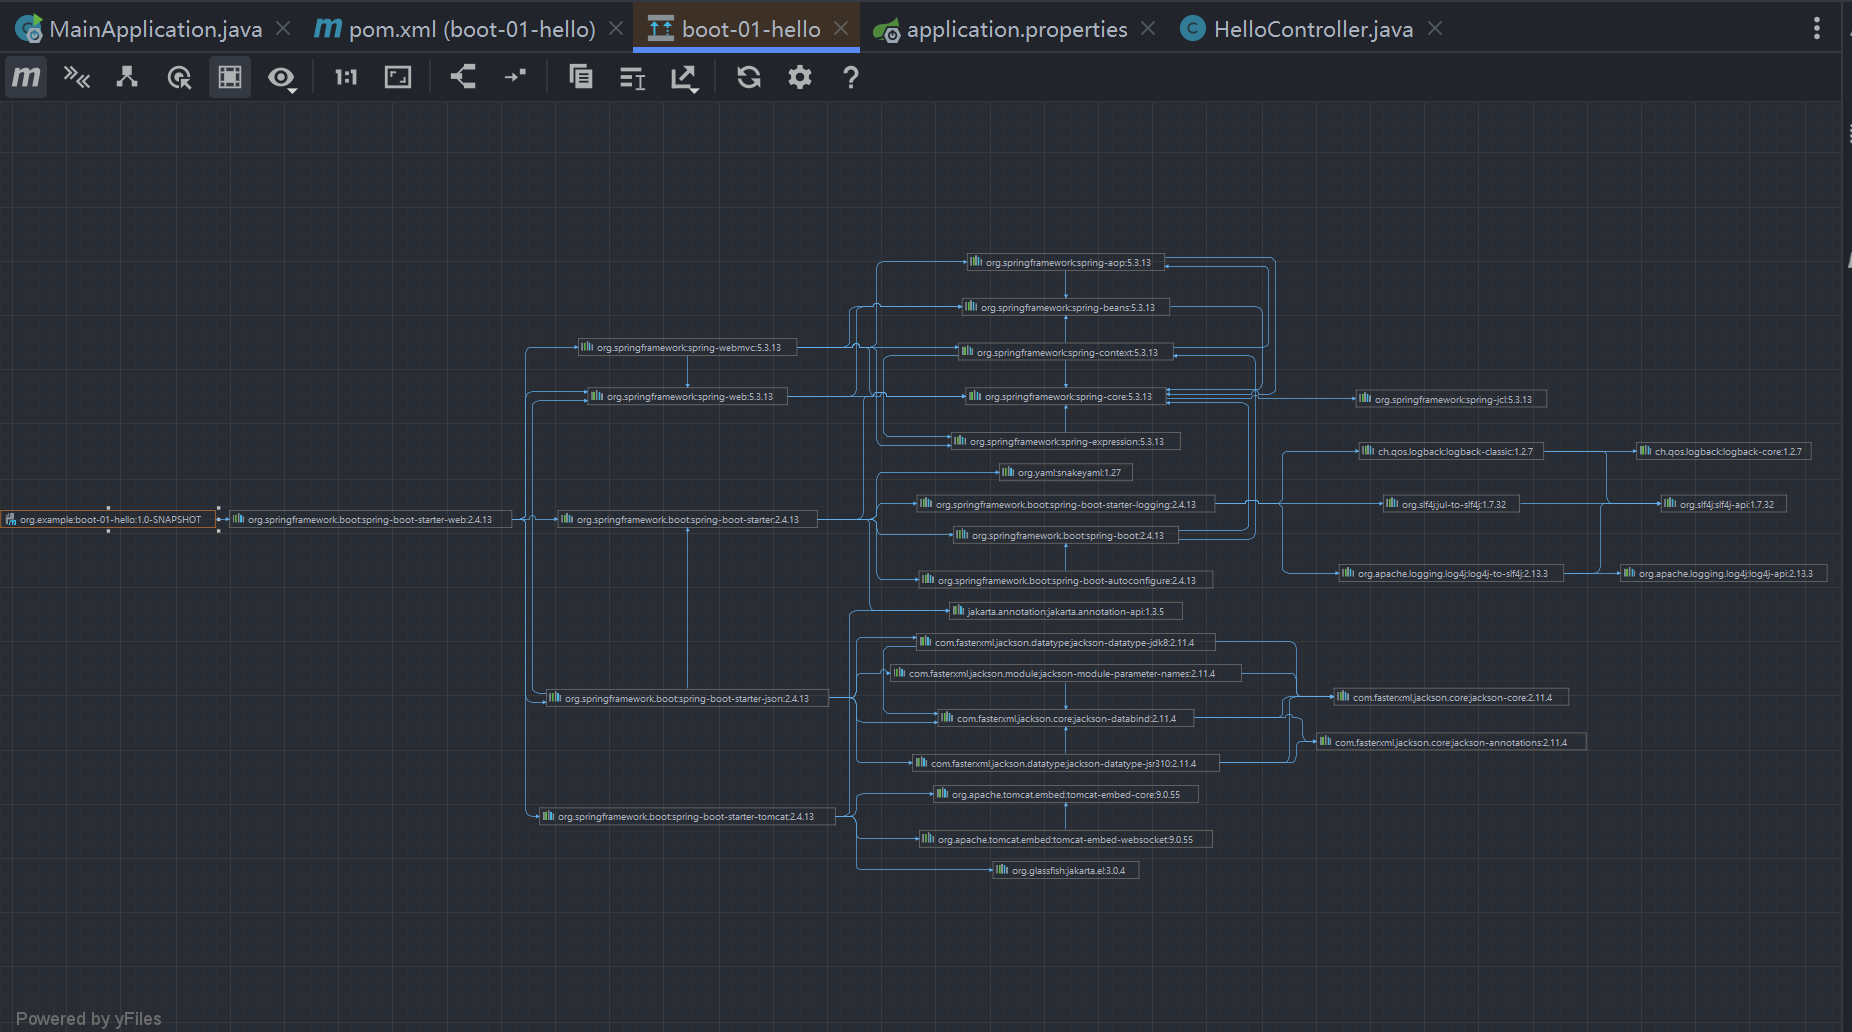 MainApplication.java
pom.xml (boot-01-hello)
boot-01-hello
application.properties
HelloController.java
m
1:1
?
org.springframework:spring-aop:5.3.13
org.springframework:spring-beans:5.3.13
org.springframework:spring-webmvc:5.3.13
org.springframework:spring-context:5.3.13
org.springframework:spring-web:5.3.13
org.springframework:spring-core:5.3.13
org.springframework:spring-jcl:5.3.13
org.springframework:spring-expression:5.3.13
ch.qos.logback:logback-classic:1.2.7
ch.qos.logback:logback-core:1.2.7
org.yaml:snakeyaml:1.27
org.springframework.boot:spring-boot-starter-logging:2.4.13
org.slf4j:jul-to-slf4j:1.7.32
org.slf4j:slf4j-api:1.7.32
org.example:boot-01-hello:1.0-SNAPSHOT
org.springframework.boot:spring-boot-starter-web:2.4.13
org.springframework.boot:spring-boot-starter:2.4.13
org.springframework.boot:spring-boot:2.4.13
org.apache.logging.log4j:log4j-to-slf4j:2.13.3
org.apache.logging.log4j:log4j-api:2.13.3
org.springframework.boot:spring-boot-autoconfigure:2.4.13
jakarta.annotation:jakarta.annotation-api:1.3.5
com.fasterxml.jackson.datatype:jackson-datatype-jdk8:2.11.4
com.fasterxml.jackson.module:jackson-module-parameter-names:2.11.4
org.springframework.boot:spring-boot-starter-json:2.4.13
com.fasterxml.jackson.core:jackson-core:2.11.4
com.fasterxml.jackson.core:jackson-databind:2.11.4
com.fasterxml.jackson.core:jackson-annotations:2.11.4
com.fasterxml.jackson.datatype:jackson-datatype-jsr310:2.11.4
org.apache.tomcat.embed:tomcat-embed-core:9.0.55
org.springframework.boot:spring-boot-starter-tomcat:2.4.13
org.apache.tomcat.embed:tomcat-embed-websocket:9.0.55
org.glassfish:jakarta.el:3.0.4
Powered by yFiles